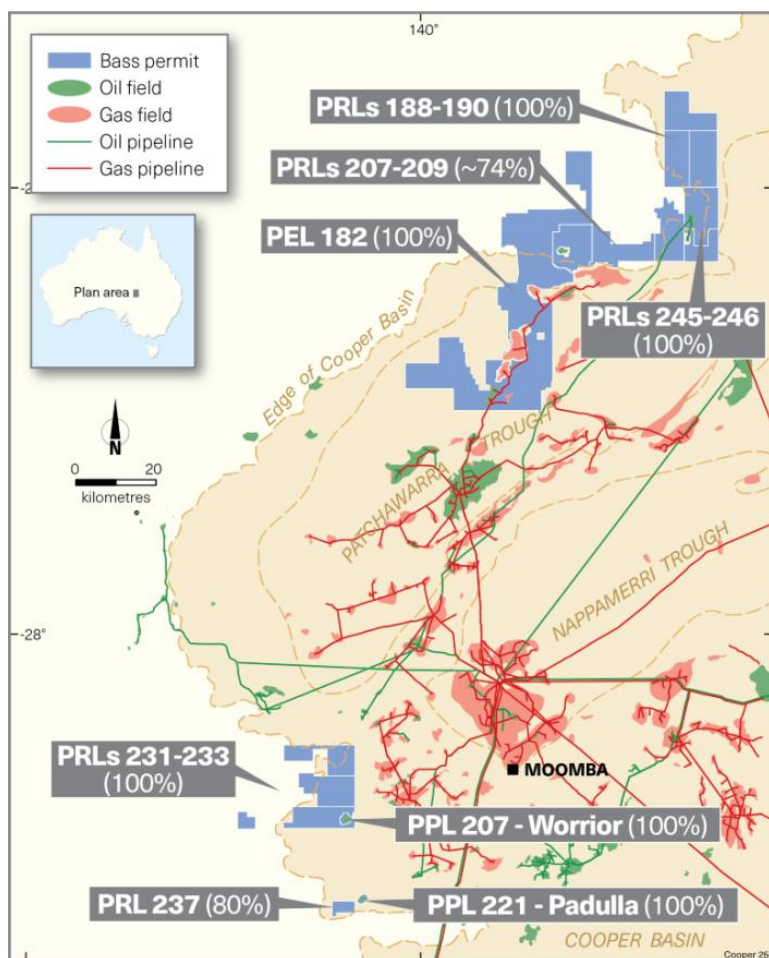 140°
Bass permit
Oil field
Gas field
Oil pipeline
Gas pipeline
PRLs 188-190 (100%)
PRLs 207-209 (~74%)
PEL 182 (100%)
Plan area
PRLs 245-246
(100%)
Edge of Cooper Basin
N
0 20
kilometres
PATCHAWARRA TROUGH
NAPPAMERRI TROUGH
-28°
PRLs 231-233
(100%)
MOOMBA
PPL 207 - Worrior (100%)
PRL 237 (80%)
PPL 221 - Padulla (100%)
COOPER BASIN